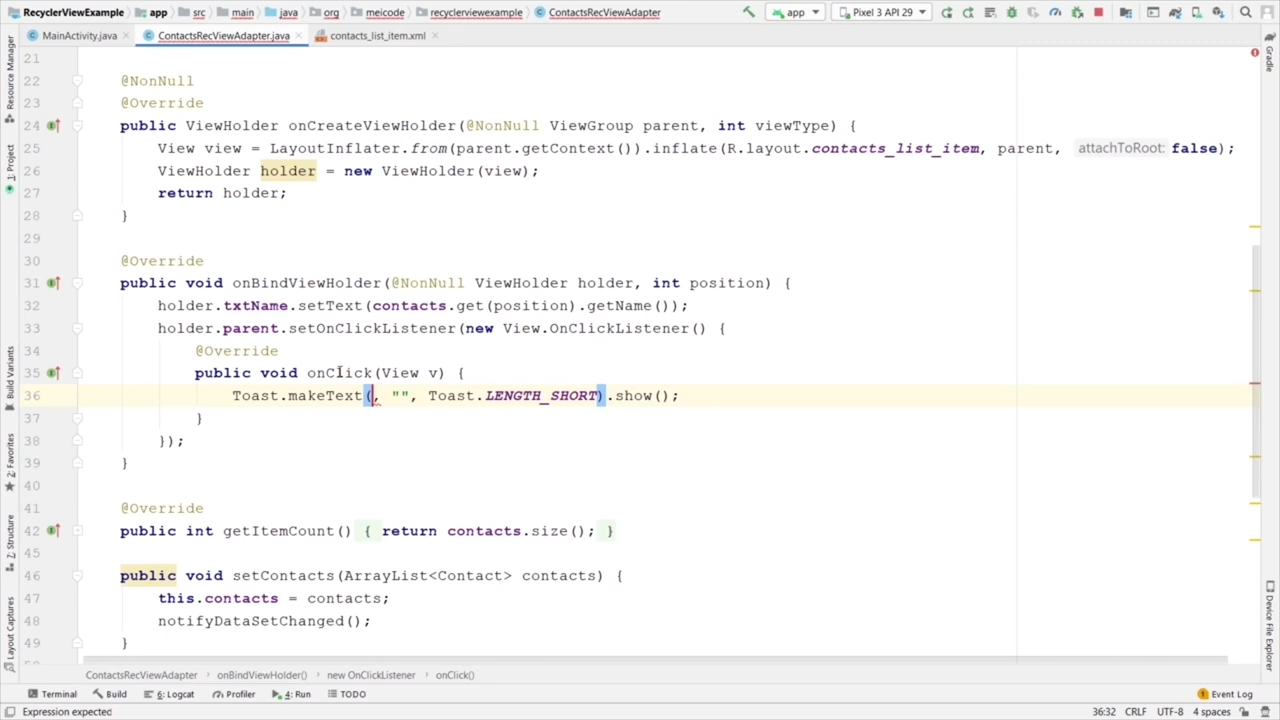 RecyclerViewExample app src main java org meicode recyclerviewexample ContactsRecViewAdapter app Pixel 3 API 29
MainActivity.java ContactsRecViewAdapter.java contacts_list_item.xml
21
22 @NonNull
23 @Override
24 public ViewHolder onCreateViewHolder(@NonNull ViewGroup parent, int viewType) {
25 View view = LayoutInflater.from(parent.getContext()).inflate(R.layout.contacts_list_item, parent, attachToRoot: false);
26 ViewHolder holder = new ViewHolder(view);
27 return holder;
28 }
29
30 @Override
31 public void onBindViewHolder(@NonNull ViewHolder holder, int position) {
32 holder.txtName.setText(contacts.get(position).getName());
33 holder.parent.setOnClickListener(new View.OnClickListener() {
34 @Override
35 public void onClick(View v) {
36 Toast.makeText(, "", Toast.LENGTH_SHORT).show();
37 }
38 });
39 }
40
41 @Override
42 public int getItemCount() { return contacts.size(); }
45
46 public void setContacts(ArrayList<Contact> contacts) {
47 this.contacts = contacts;
48 notifyDataSetChanged();
49 }
ContactsRecViewAdapter onBindViewHolder() new OnClickListener onClick()
Terminal Build 6: Logcat Profiler 4: Run TODO Event Log
Expression expected 36:32 CRLF UTF-8 4 spaces
Resource Manager
1: Project
Build Variants
2: Favorites
7: Structure
Layout Captures
Gradle
Device File Explorer